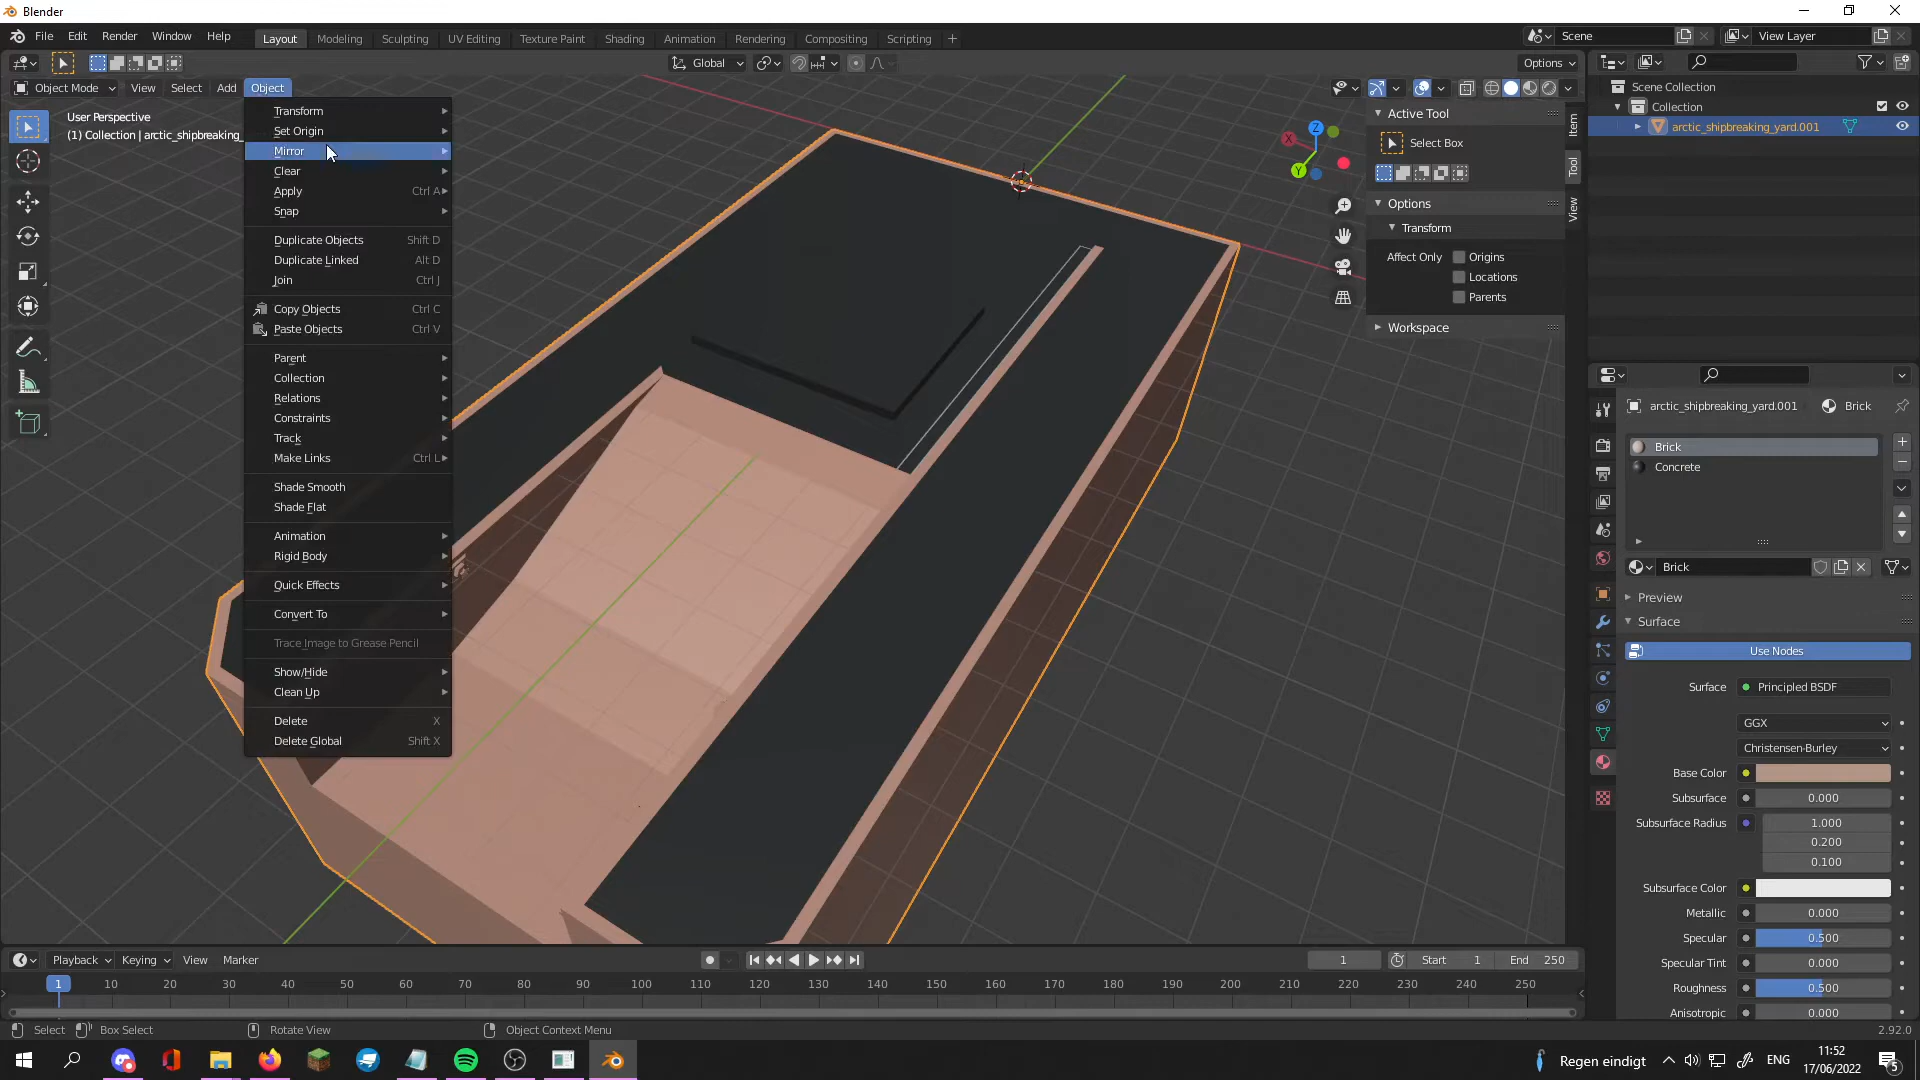 Blender
File Edit Render Window Help
Layout Modeling Sculpting UV Editing Texture Paint Shading Animation Rendering Compositing Scripting +
Scene
View Layer
Global
Options
Object Mode View Select Add Object
Transform
Set Origin
Mirror
Clear
Apply Ctrl A
Snap
Duplicate Objects Shift D
Duplicate Linked Alt D
Join Ctrl J
Copy Objects Ctrl C
Paste Objects Ctrl V
Parent
Collection
Relations
Constraints
Track
Make Links Ctrl L
Shade Smooth
Shade Flat
Animation
Rigid Body
Quick Effects
Convert To
Trace Image to Grease Pencil
Show/Hide
Clean Up
Delete X
Delete Global Shift X
User Perspective
(1) Collection | arctic_shipbreaking_
Z
X
Y
Active Tool
Select Box
Options
Transform
Affect Only Origins
Locations
Parents
Workspace
Item
Tool
View
Scene Collection
Collection
arctic_shipbreaking_yard.001
arctic_shipbreaking_yard.001 Brick
Brick
Concrete
Brick
Preview
Surface
Use Nodes
Surface Principled BSDF
GGX
Christensen-Burley
Base Color
Subsurface 0.000
Subsurface Radius 1.000
0.200
0.100
Subsurface Color
Metallic 0.000
Specular 0.500
Specular Tint 0.000
Roughness 0.500
Anisotropic 0.000
Playback Keying View Marker
1
Start 1
End 250
1 10 20 30 40 50 60 70 80 90 100 110 120 130 140 150 160 170 180 190 200 210 220 230 240 250
Select Box Select Rotate View Object Context Menu
2.92.0
Regen eindigt
ENG
11:52
17/06/2022
5